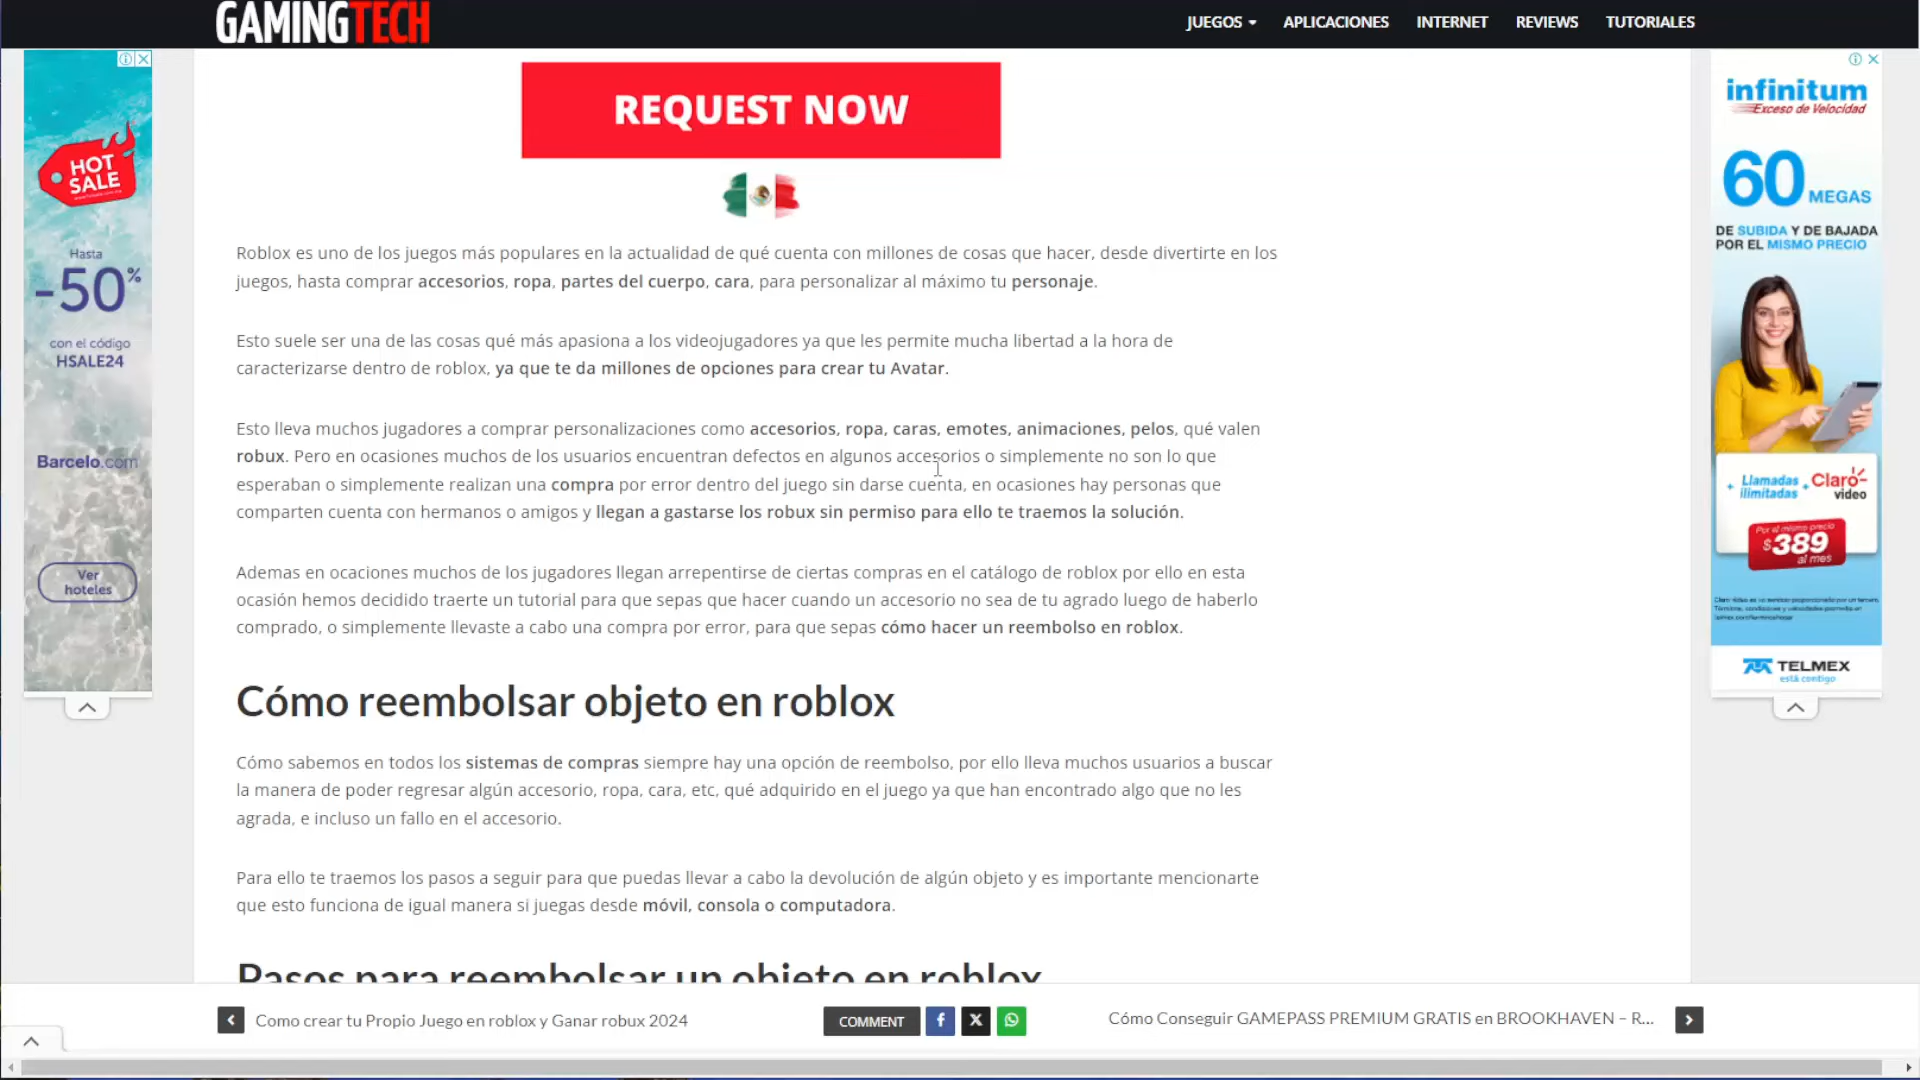 GAMINGTECH
JUEGOS
APLICACIONES
INTERNET
REVIEWS
TUTORIALES
HOT
SALE
Hasta
-50%
con el código
HSALE24
Barcelo.com
Ver
hoteles
REQUEST NOW
Roblox es uno de los juegos más populares en la actualidad de qué cuenta con millones de cosas que hacer, desde divertirte en los
juegos, hasta comprar accesorios, ropa, partes del cuerpo, cara, para personalizar al máximo tu personaje.
Esto suele ser una de las cosas qué más apasiona a los videojugadores ya que les permite mucha libertad a la hora de
caracterizarse dentro de roblox, ya que te da millones de opciones para crear tu Avatar.
Esto lleva muchos jugadores a comprar personalizaciones como accesorios, ropa, caras, emotes, animaciones, pelos, qué valen
robux. Pero en ocasiones muchos de los usuarios encuentran defectos en algunos accesorios o simplemente no son lo que
esperaban o simplemente realizan una compra por error dentro del juego sin darse cuenta, en ocasiones hay personas que
comparten cuenta con hermanos o amigos y llegan a gastarse los robux sin permiso para ello te traemos la solución.
Ademas en ocaciones muchos de los jugadores llegan arrepentirse de ciertas compras en el catálogo de roblox por ello en esta
ocasión hemos decidido traerte un tutorial para que sepas que hacer cuando un accesorio no sea de tu agrado luego de haberlo
comprado, o simplemente llevaste a cabo una compra por error, para que sepas cómo hacer un reembolso en roblox.
Cómo reembolsar objeto en roblox
Cómo sabemos en todos los sistemas de compras siempre hay una opción de reembolso, por ello lleva muchos usuarios a buscar
la manera de poder regresar algún accesorio, ropa, cara, etc, qué adquirido en el juego ya que han encontrado algo que no les
agrada, e incluso un fallo en el accesorio.
Para ello te traemos los pasos a seguir para que puedas llevar a cabo la devolución de algún objeto y es importante mencionarte
que esto funciona de igual manera si juegas desde móvil, consola o computadora.
Pasos para reembolsar un objeto en roblox
infinitum
Exceso de Velocidad
60 MEGAS
DE SUBIDA Y DE BAJADA
POR EL MISMO PRECIO
+ Llamadas
ilimitadas
+ Claro
video
Por el mismo precio
$389
al mes
TELMEX
está contigo
Como crear tu Propio Juego en roblox y Ganar robux 2024
COMMENT
Cómo Conseguir GAMEPASS PREMIUM GRATIS en BROOKHAVEN – R...